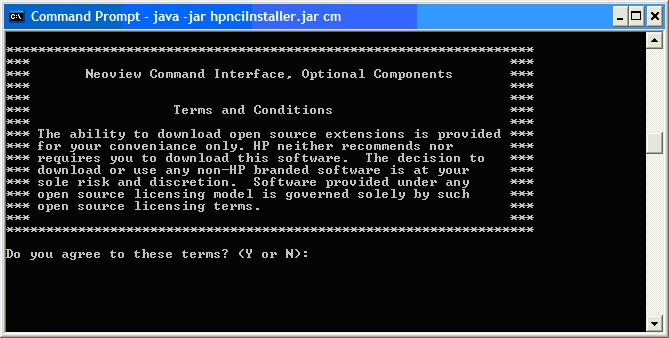 Command Prompt - java -jar hpnciInstaller.jar cm
******************************************************************
*** ***
*** Neoview Command Interface, Optional Components ***
*** ***
*** ***
*** Terms and Conditions ***
*** ***
*** The ability to download open source extensions is provided ***
*** for your conveniance only. HP neither recommends nor ***
*** requires you to download this software.  The decision to ***
*** download or use any non-HP branded software is at your ***
*** sole risk and discretion.  Software provided under any ***
*** open source licensing model is governed solely by such ***
*** open source licensing terms. ***
*** ***
******************************************************************
Do you agree to these terms? (Y or N):